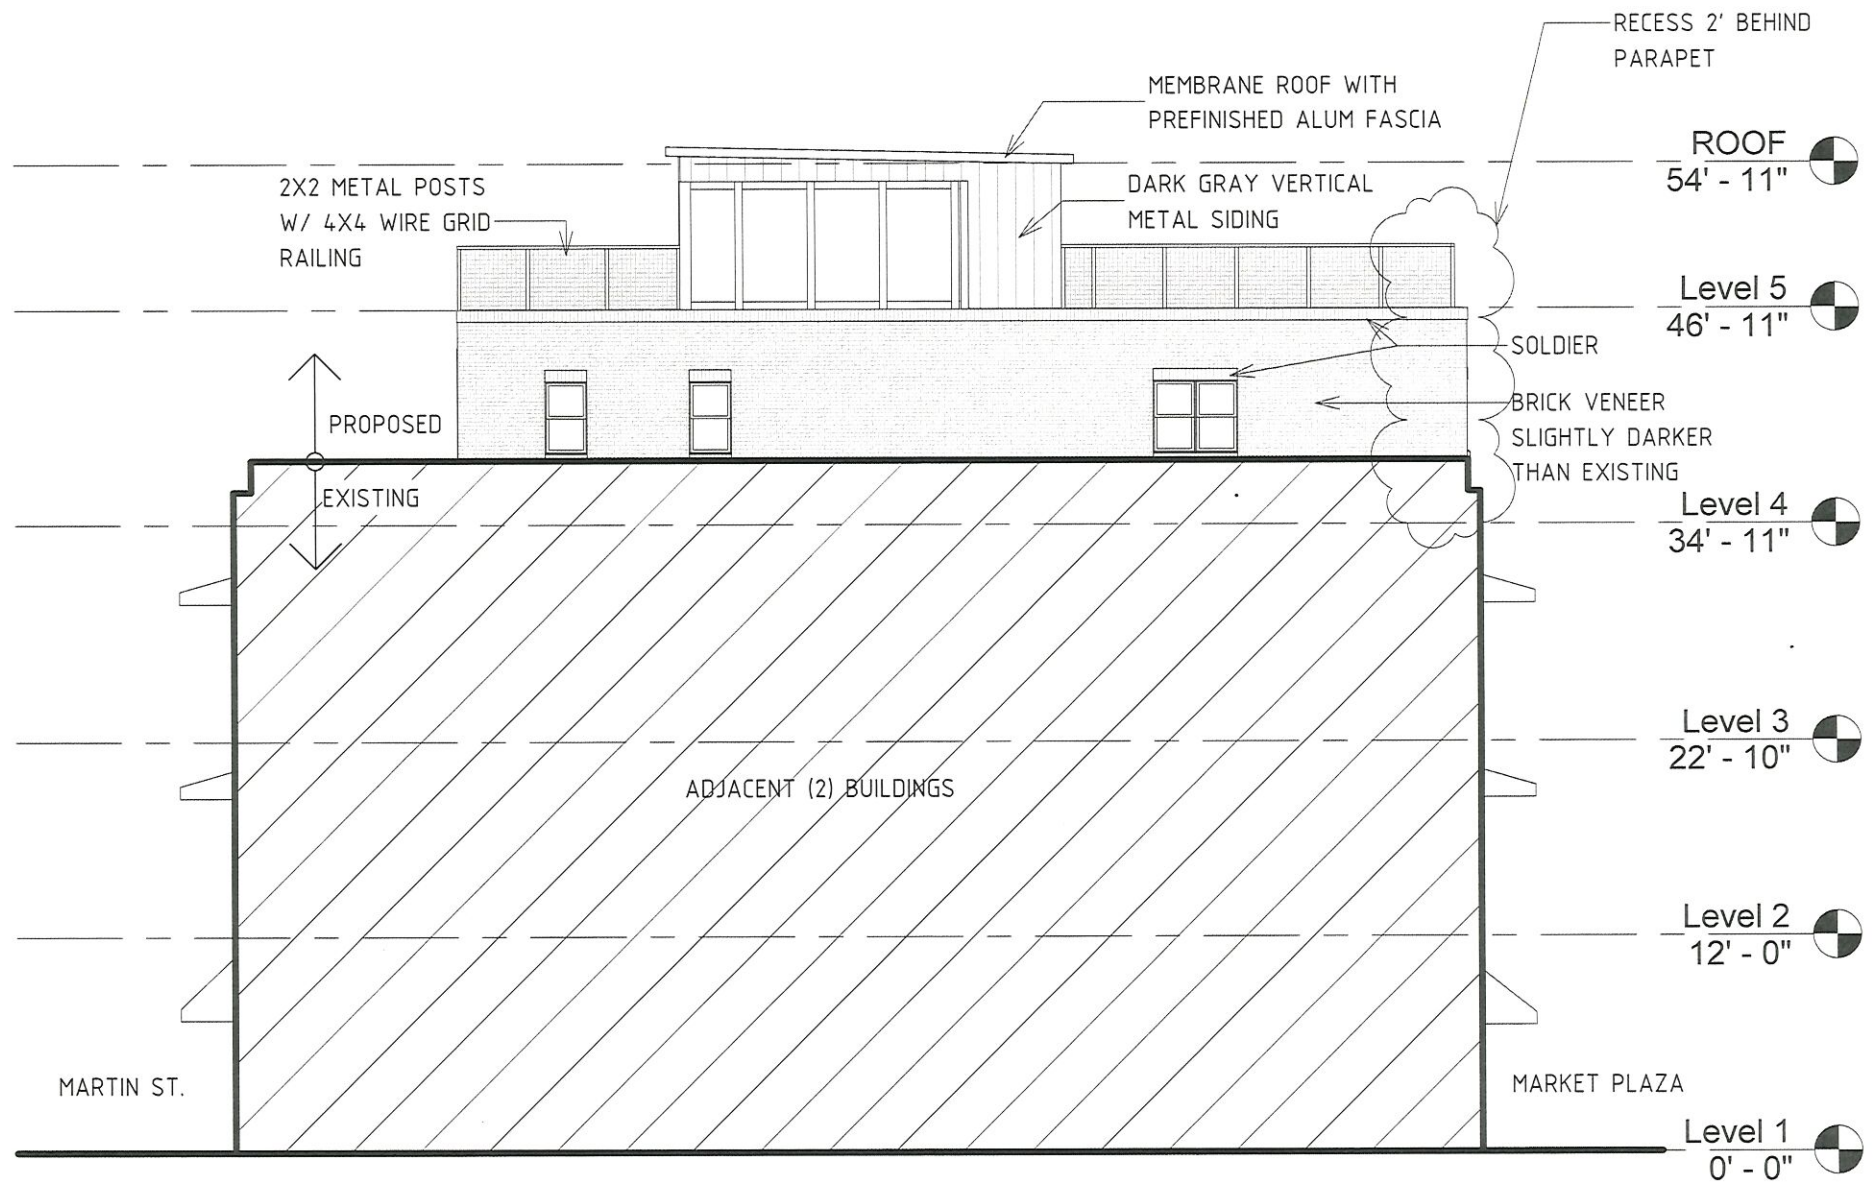 RECESS 2' BEHIND
PARAPET
MEMBRANE ROOF WITH
PREFINISHED ALUM FASCIA
ROOF
54' - 11"
2X2 METAL POSTS
W/ 4X4 WIRE GRID
RAILING
DARK GRAY VERTICAL
METAL SIDING
Level 5
46' - 11"
SOLDIER
BRICK VENEER
SLIGHTLY DARKER
THAN EXISTING
PROPOSED
EXISTING
Level 4
34' - 11"
Level 3
22' - 10"
ADJACENT (2) BUILDINGS
Level 2
12' - 0"
MARTIN ST.
MARKET PLAZA
Level 1
0' - 0"